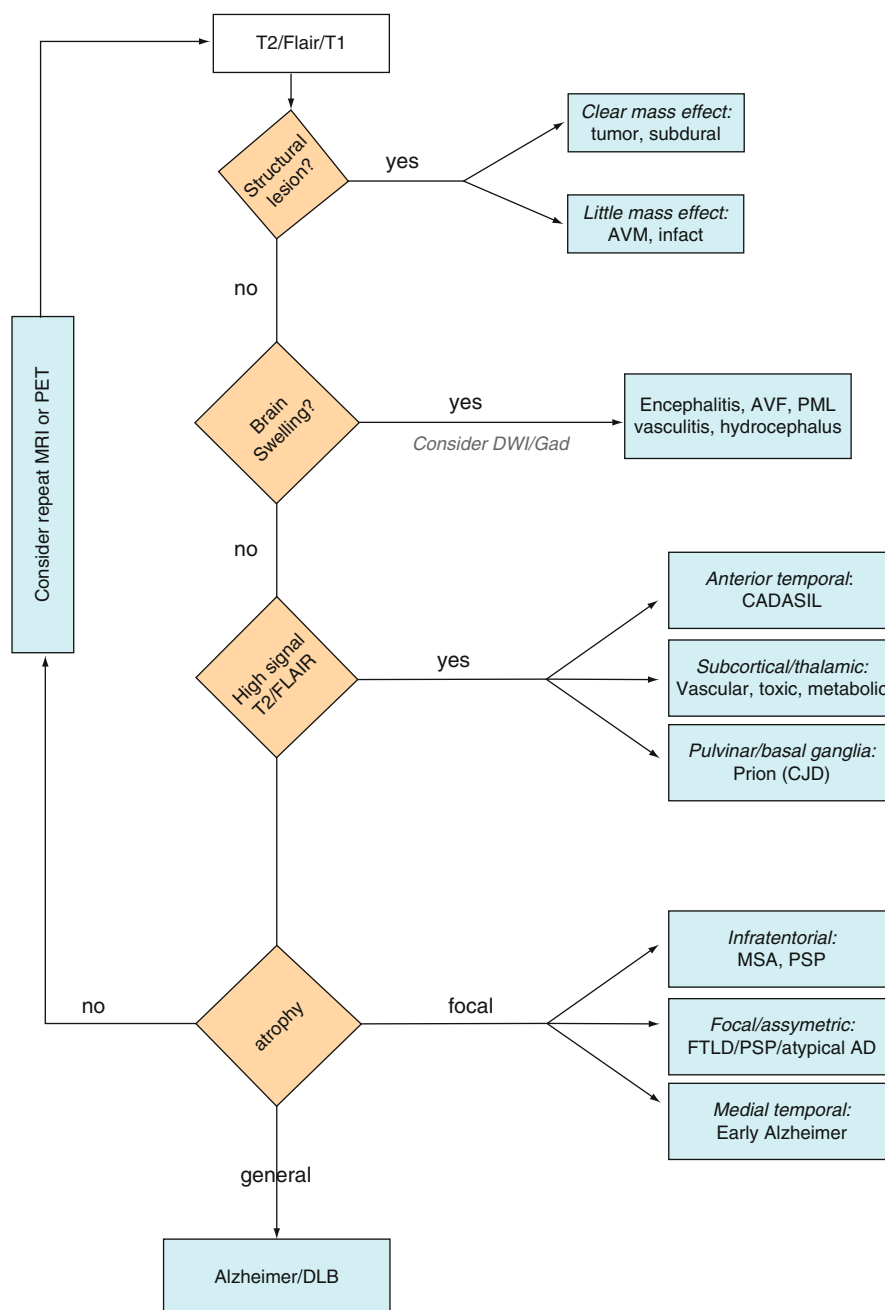 T2/Flair/T1
Structural
lesion?
yes
Clear mass effect:
tumor, subdural
Little mass effect:
AVM, infact
no
Consider repeat MRI or PET
Brain
Swelling?
yes
Consider DWI/Gad
Encephalitis, AVF, PML
vasculitis, hydrocephalus
no
High signal
T2/FLAIR
yes
Anterior temporal:
CADASIL
Subcortical/thalamic:
Vascular, toxic, metabolic
Pulvinar/basal ganglia:
Prion (CJD)
atrophy
no
focal
Infratentorial:
MSA, PSP
Focal/assymetric:
FTLD/PSP/atypical AD
Medial temporal:
Early Alzheimer
general
Alzheimer/DLB